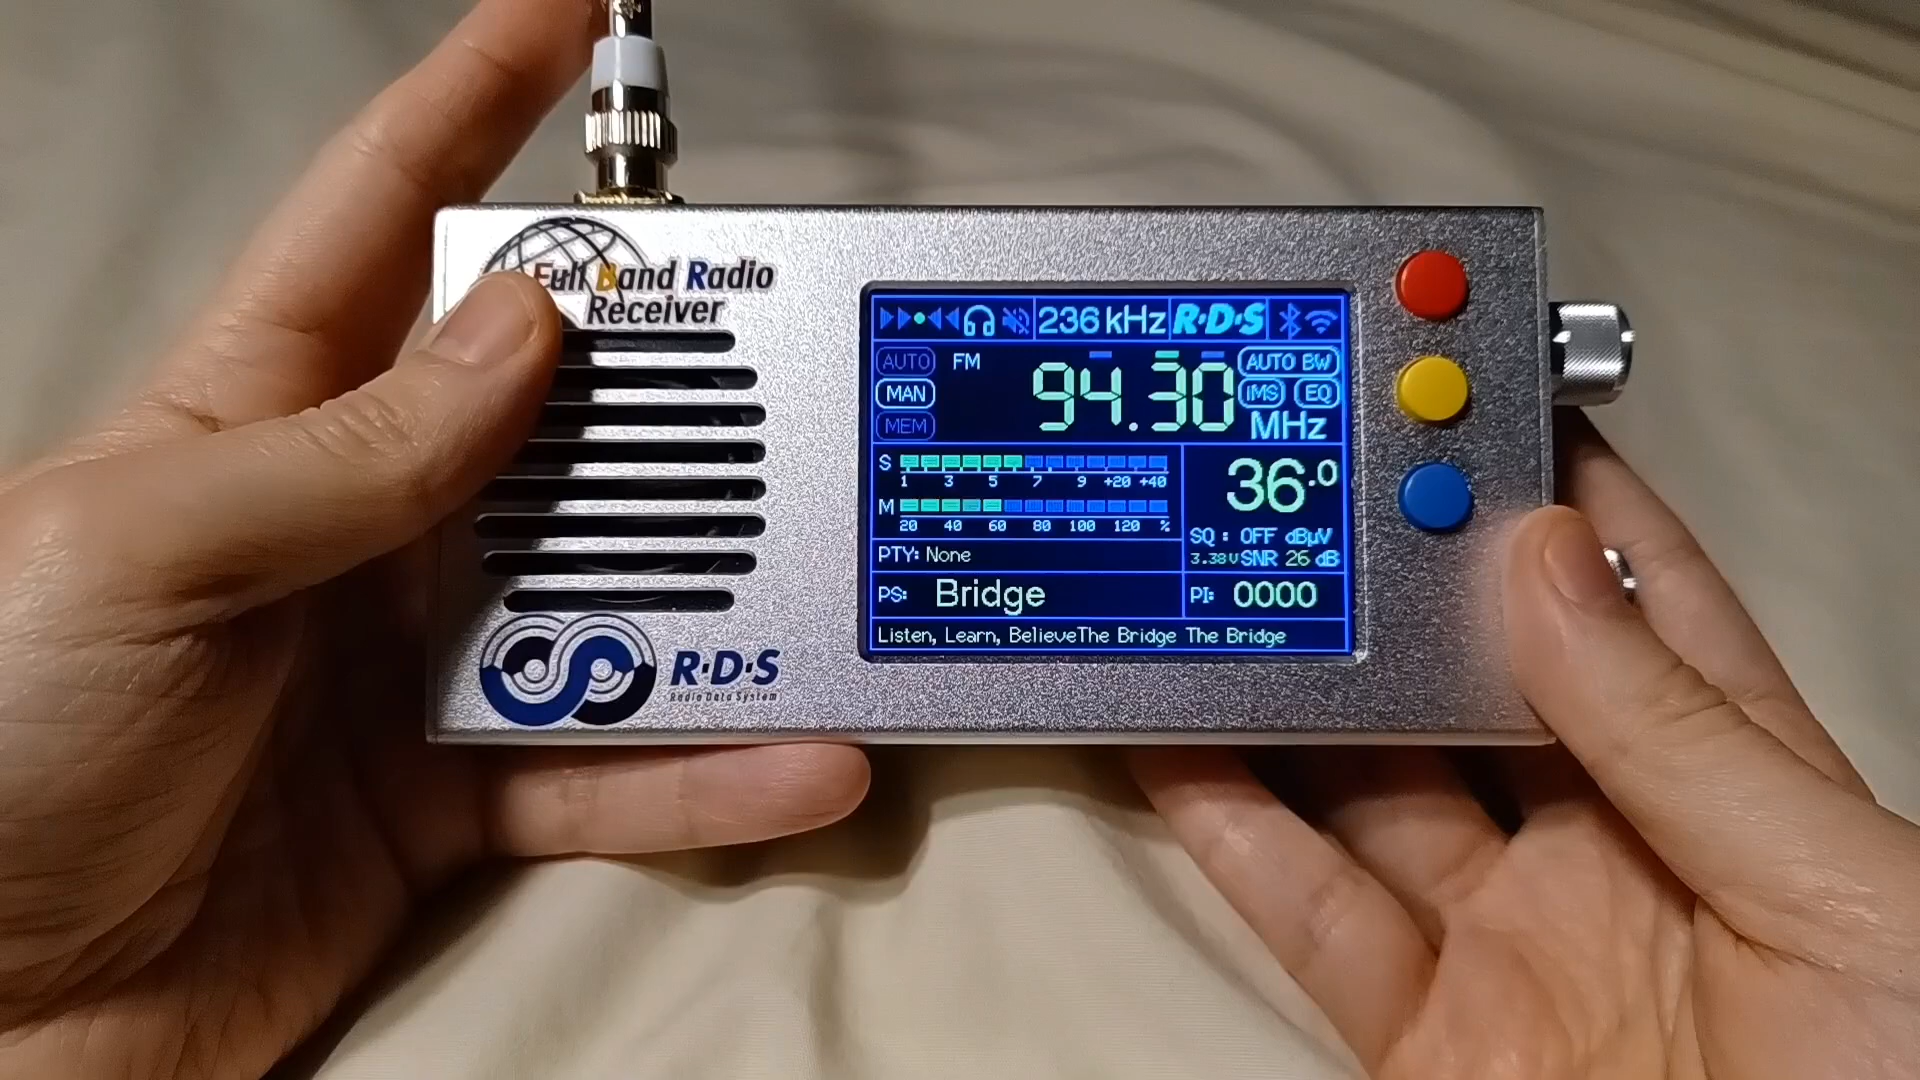 Full Band Radio
Receiver
R·D·S
Radio Data System
236 kHz R·D·S
AUTO FM 94.30 AUTO BW
MAN IMS EQ
MEM MHz
S
1 3 5 7 9 +20 +40
36.0
M
20 40 60 80 100 120 %
SQ : OFF dBµV
PTY: None
3.38V SNR 26 dB
PS: Bridge PI: 0000
Listen, Learn, BelieveThe Bridge The Bridge